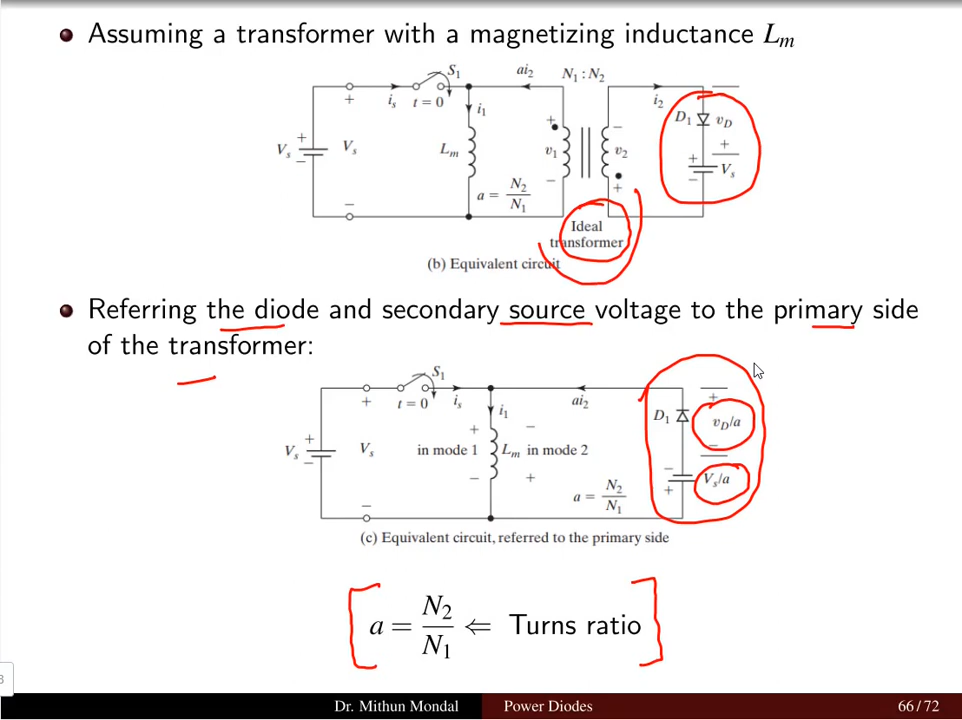 Assuming a transformer with a magnetizing inductance Lₘ
S₁ ai₂ N₁ : N₂
+ iₛ t = 0 i₁ i₂ D₁ v_D
+ + − +
Vₛ Vₛ Lₘ v₁ v₂ + Vₛ
− − − + −
a = N₂/N₁
− Ideal
transformer
(b) Equivalent circuit
Referring the diode and secondary source voltage to the primary side
of the transformer:
S₁
+ t = 0 iₛ i₁ ai₂ D₁ + v_D/a
+ + − −
Vₛ Vₛ in mode 1 Lₘ in mode 2
− − + − + Vₛ/a
a = N₂/N₁
−
(c) Equivalent circuit, referred to the primary side
a = N₂/N₁ ⇐ Turns ratio
3
Dr. Mithun Mondal Power Diodes 66 / 72